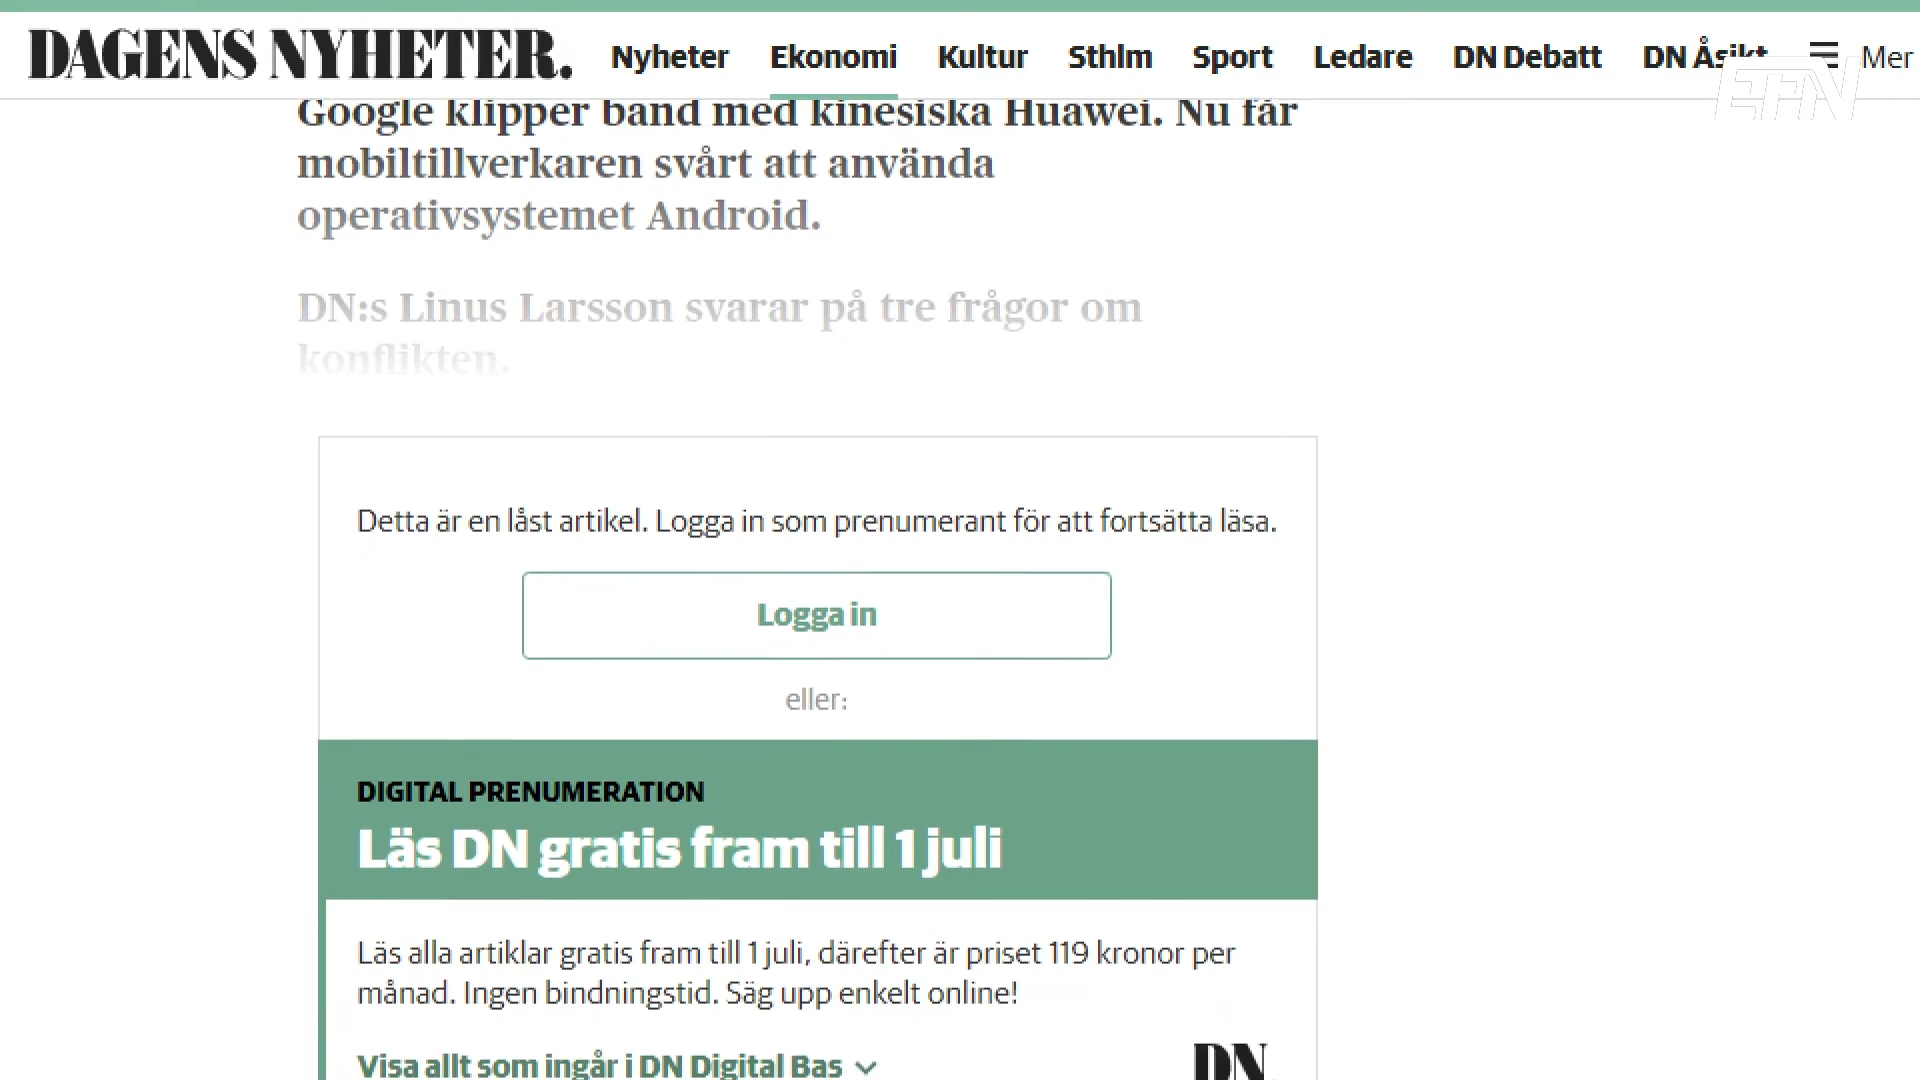 DAGENS NYHETER.
Nyheter Ekonomi Kultur Sthlm Sport Ledare DN Debatt DN Åsikt Mer
EFN
Google klipper band med kinesiska Huawei. Nu får
mobiltillverkaren svårt att använda
operativsystemet Android.
DN:s Linus Larsson svarar på tre frågor om
konflikten.
Detta är en låst artikel. Logga in som prenumerant för att fortsätta läsa.
Logga in
eller:
DIGITAL PRENUMERATION
Läs DN gratis fram till 1 juli
Läs alla artiklar gratis fram till 1 juli, därefter är priset 119 kronor per
månad. Ingen bindningstid. Säg upp enkelt online!
Visa allt som ingår i DN Digital Bas
DN.